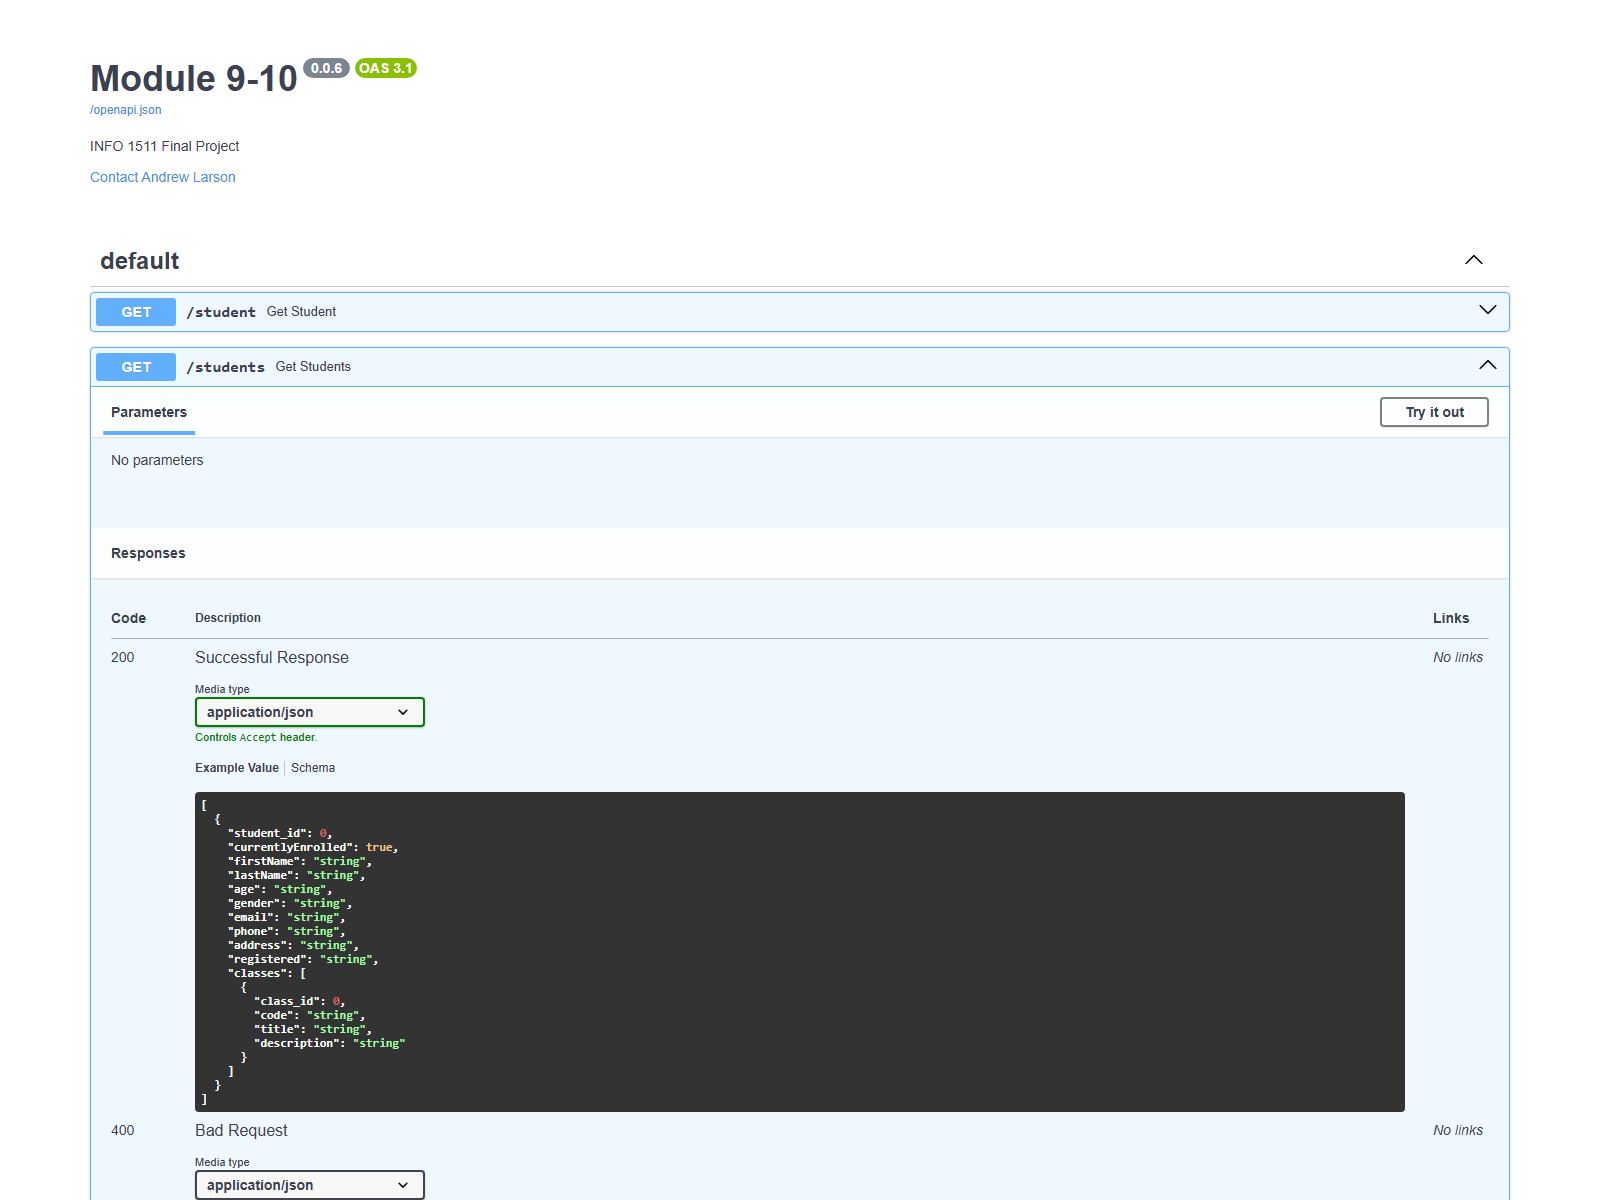 Module 9-10 0.0.6 OAS 3.1
/openapi.json
INFO 1511 Final Project
Contact Andrew Larson
default
GET /student Get Student
GET /students Get Students
Parameters Try it out
No parameters
Responses
Code Description Links
200 Successful Response No links
Media type
application/json
Controls Accept header.
Example Value Schema
[
  {
    "student_id": 0,
    "currentlyEnrolled": true,
    "firstName": "string",
    "lastName": "string",
    "age": "string",
    "gender": "string",
    "email": "string",
    "phone": "string",
    "address": "string",
    "registered": "string",
    "classes": [
      {
        "class_id": 0,
        "code": "string",
        "title": "string",
        "description": "string"
      }
    ]
  }
]
400 Bad Request No links
Media type
application/json